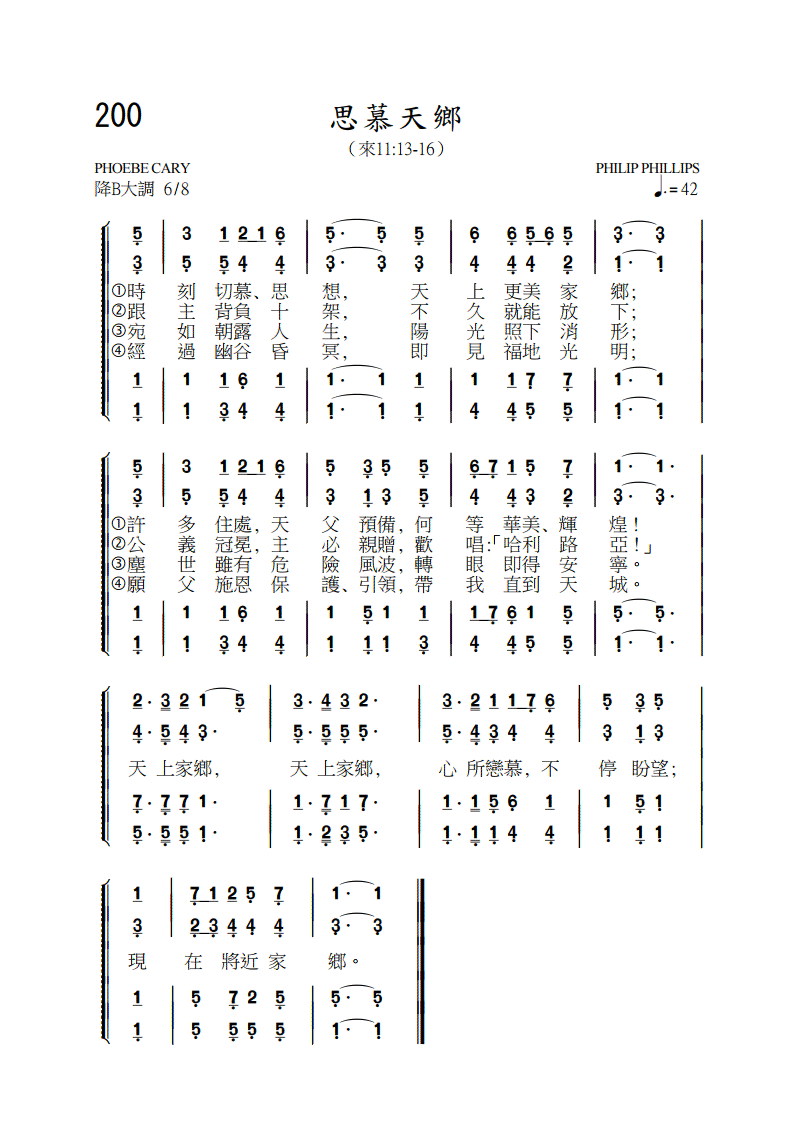 200
思慕天鄉
（來11:13-16）
PHOEBE CARY PHILIP PHILLIPS
降B大調 6/8 ♩.= 42
5 3 1 2 1 6 5 · 5 5 6 6 5 6 5 3 · 3
3 5 5 4 4 3 · 3 3 4 4 4 2 1 · 1
①時 刻 切慕、思 想， 天 上 更美 家 鄉；
②跟 主 背負 十 架， 不 久 就能 放 下；
③宛 如 朝露 人 生， 陽 光 照下 消 形；
④經 過 幽谷 昏 冥， 即 見 福地 光 明；
1 1 1 6 1 1 · 1 1 1 1 7 7 1 · 1
1 1 3 4 4 1 · 1 1 4 4 5 5 1 · 1
5 3 1 2 1 6 5 3 5 5 6 7 1 5 7 1 · 1 ·
3 5 5 4 4 3 1 3 5 4 4 3 2 1 · 1 ·
①許 多 住處，天 父 預備，何 等 華美、輝 煌！
②公 義 冠冕，主 必 親贈，歡 唱：「哈利 路 亞！」
③塵 世 雖有 危 險 風波，轉 眼 即得 安 寧。
④願 父 施恩 保 護、引領，帶 我 直到 天 城。
1 1 1 6 1 1 5 1 1 1 7 6 1 5 5 · 5 ·
1 1 3 4 4 1 1 1 3 4 4 5 5 1 · 1 ·
2 · 3 2 1 5 3 · 4 3 2 · 3 · 2 1 1 7 6 5 3 5
4 · 5 4 3 · 5 · 5 5 5 · 5 · 4 3 4 4 3 1 3
天 上家鄉， 天 上家鄉， 心 所戀慕，不 停 盼望；
7 · 7 7 1 · 1 · 7 1 7 · 1 · 1 5 6 1 1 5 1
5 · 5 5 1 · 1 · 2 3 5 · 1 · 1 1 4 4 1 1 1
1 7 1 2 5 7 1 · 1
3 2 3 4 4 4 3 · 3
現 在 將近 家 鄉。
1 5 7 2 5 5 · 5
1 5 5 5 5 1 · 1